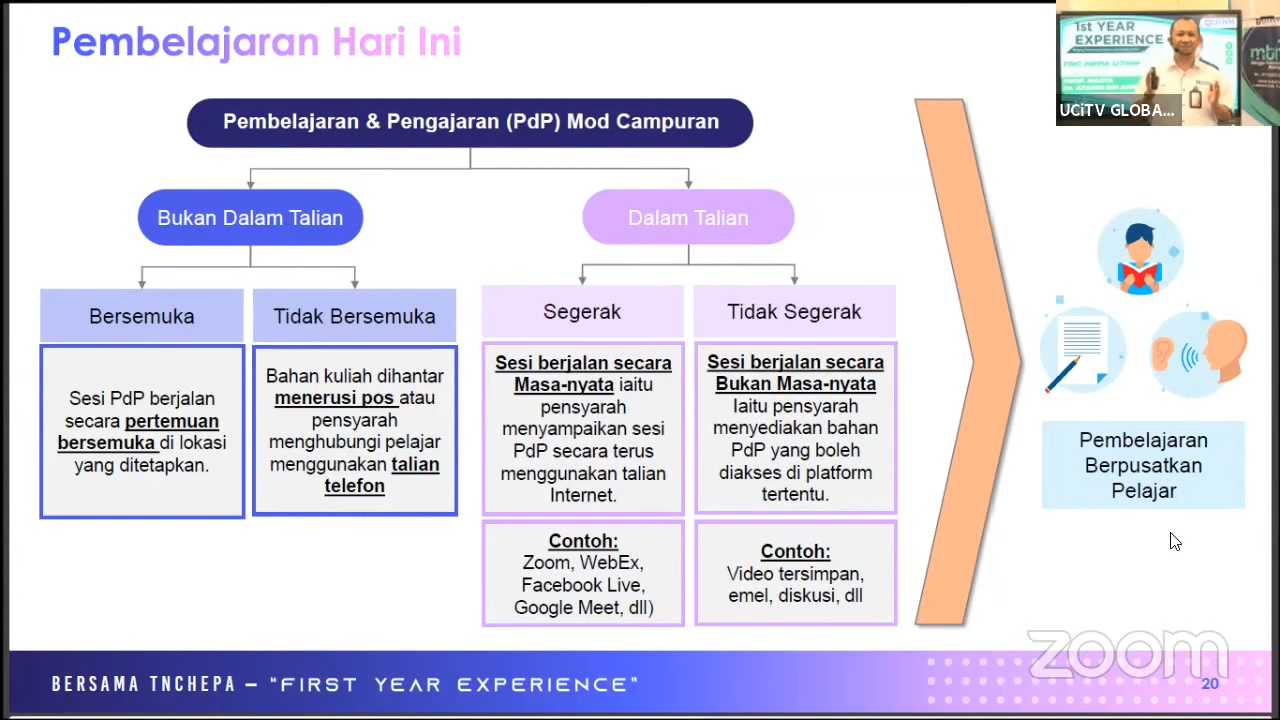 Pembelajaran Hari Ini
1st YEAR
EXPERIENCE
UCiTV GLOBA...
Pembelajaran & Pengajaran (PdP) Mod Campuran
Bukan Dalam Talian
Dalam Talian
Bersemuka
Sesi PdP berjalan
secara pertemuan
bersemuka di lokasi
yang ditetapkan.
Tidak Bersemuka
Bahan kuliah dihantar
menerusi pos atau
pensyarah
menghubungi pelajar
menggunakan talian
telefon
Segerak
Sesi berjalan secara
Masa-nyata iaitu
pensyarah
menyampaikan sesi
PdP secara terus
menggunakan talian
Internet.
Contoh:
Zoom, WebEx,
Facebook Live,
Google Meet, dll)
Tidak Segerak
Sesi berjalan secara
Bukan Masa-nyata
Iaitu pensyarah
menyediakan bahan
PdP yang boleh
diakses di platform
tertentu.
Contoh:
Video tersimpan,
emel, diskusi, dll
Pembelajaran
Berpusatkan
Pelajar
zoom
BERSAMA TNCHEPA – “FIRST YEAR EXPERIENCE”
20